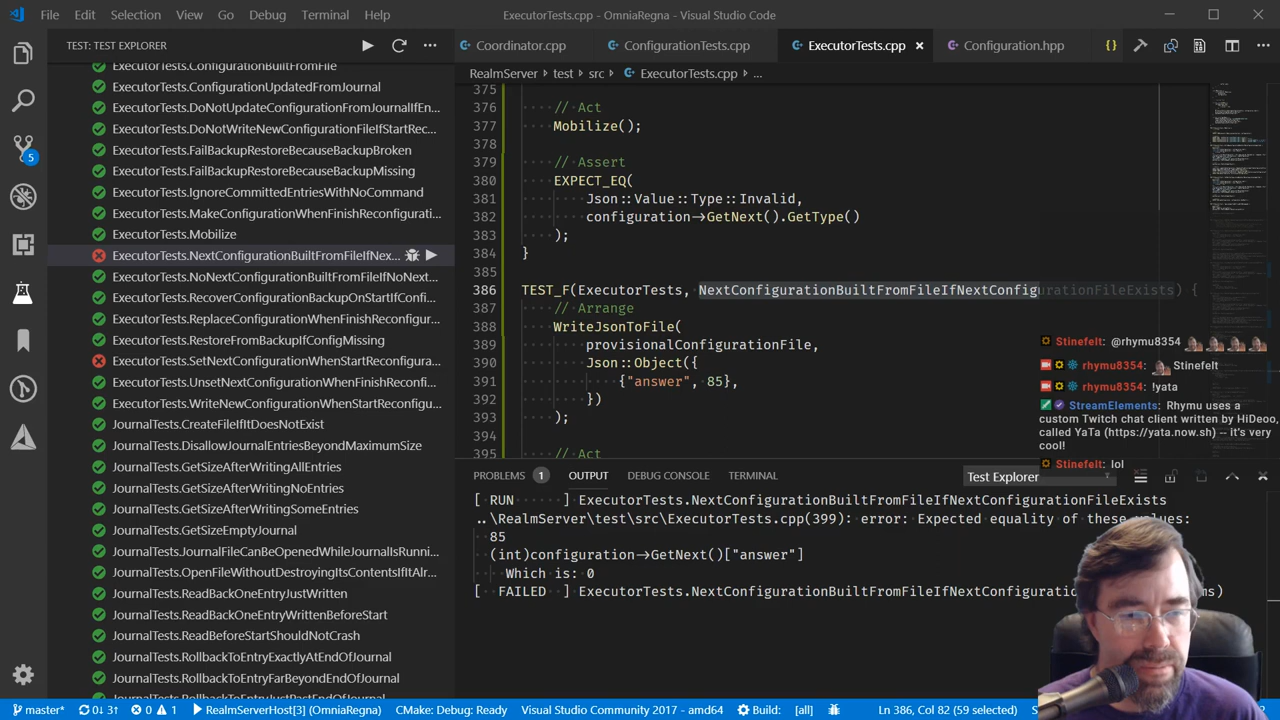 File Edit Selection View Go Debug Terminal Help
ExecutorTests.cpp - OmniaRegna - Visual Studio Code
TEST: TEST EXPLORER
Coordinator.cpp
ConfigurationTests.cpp
ExecutorTests.cpp
Configuration.hpp
RealmServer > test > src > ExecutorTests.cpp > ...
ExecutorTests.ConfigurationBuiltFromFile
ExecutorTests.ConfigurationUpdatedFromJournal
ExecutorTests.DoNotUpdateConfigurationFromJournalIfEn...
ExecutorTests.DoNotWriteNewConfigurationFileIfStartRec...
ExecutorTests.FailBackupRestoreBecauseBackupBroken
ExecutorTests.FailBackupRestoreBecauseBackupMissing
ExecutorTests.IgnoreCommittedEntriesWithNoCommand
ExecutorTests.MakeConfigurationWhenFinishReconfigurat...
ExecutorTests.Mobilize
ExecutorTests.NextConfigurationBuiltFromFileIfNex...
ExecutorTests.NoNextConfigurationBuiltFromFileIfNoNext...
ExecutorTests.RecoverConfigurationBackupOnStartIfConfi...
ExecutorTests.ReplaceConfigurationWhenFinishReconfigur...
ExecutorTests.RestoreFromBackupIfConfigMissing
ExecutorTests.SetNextConfigurationWhenStartReconfigura...
ExecutorTests.UnsetNextConfigurationWhenFinishReconfi...
ExecutorTests.WriteNewConfigurationWhenStartReconfigu...
JournalTests.CreateFileIfItDoesNotExist
JournalTests.DisallowJournalEntriesBeyondMaximumSize
JournalTests.GetSizeAfterWritingAllEntries
JournalTests.GetSizeAfterWritingNoEntries
JournalTests.GetSizeAfterWritingSomeEntries
JournalTests.GetSizeEmptyJournal
JournalTests.JournalFileCanBeOpenedWhileJournalIsRunni...
JournalTests.OpenFileWithoutDestroyingItsContentsIfItAlr...
JournalTests.ReadBackOneEntryJustWritten
JournalTests.ReadBackOneEntryWrittenBeforeStart
JournalTests.ReadBeforeStartShouldNotCrash
JournalTests.RollbackToEntryExactlyAtEndOfJournal
JournalTests.RollbackToEntryFarBeyondEndOfJournal
JournalTests.RollbackToEntryJustPastEndOfJournal
375
376 // Act
377 Mobilize();
378
379 // Assert
380 EXPECT_EQ(
381 Json::Value::Type::Invalid,
382 configuration->GetNext().GetType()
383 );
384 }
385
386 TEST_F(ExecutorTests, NextConfigurationBuiltFromFileIfNextConfigurationFileExists) {
387 // Arrange
388 WriteJsonToFile(
389 provisionalConfigurationFile,
390 Json::Object({
391 {"answer", 85},
392 })
393 );
394
395 // Act
Stinefelt: @rhymu8354
rhymu8354: Stinefelt
rhymu8354: !yata
StreamElements: Rhymu uses a
custom Twitch chat client written by HiDeoo,
called YaTa (https://yata.now.sh) -- it's very
cool!
Stinefelt: lol
PROBLEMS 1 OUTPUT DEBUG CONSOLE TERMINAL
Test Explorer
[ RUN ] ExecutorTests.NextConfigurationBuiltFromFileIfNextConfigurationFileExists
..\RealmServer\test\src\ExecutorTests.cpp(399): error: Expected equality of these values:
85
(int)configuration->GetNext()["answer"]
Which is: 0
[ FAILED ] ExecutorTests.NextConfigurationBuiltFromFileIfNextConfiguratio
5
master* 0↓ 3↑ 0 1 RealmServerHost[3] (OmniaRegna) CMake: Debug: Ready Visual Studio Community 2017 - amd64 Build: [all] Ln 386, Col 82 (59 selected)